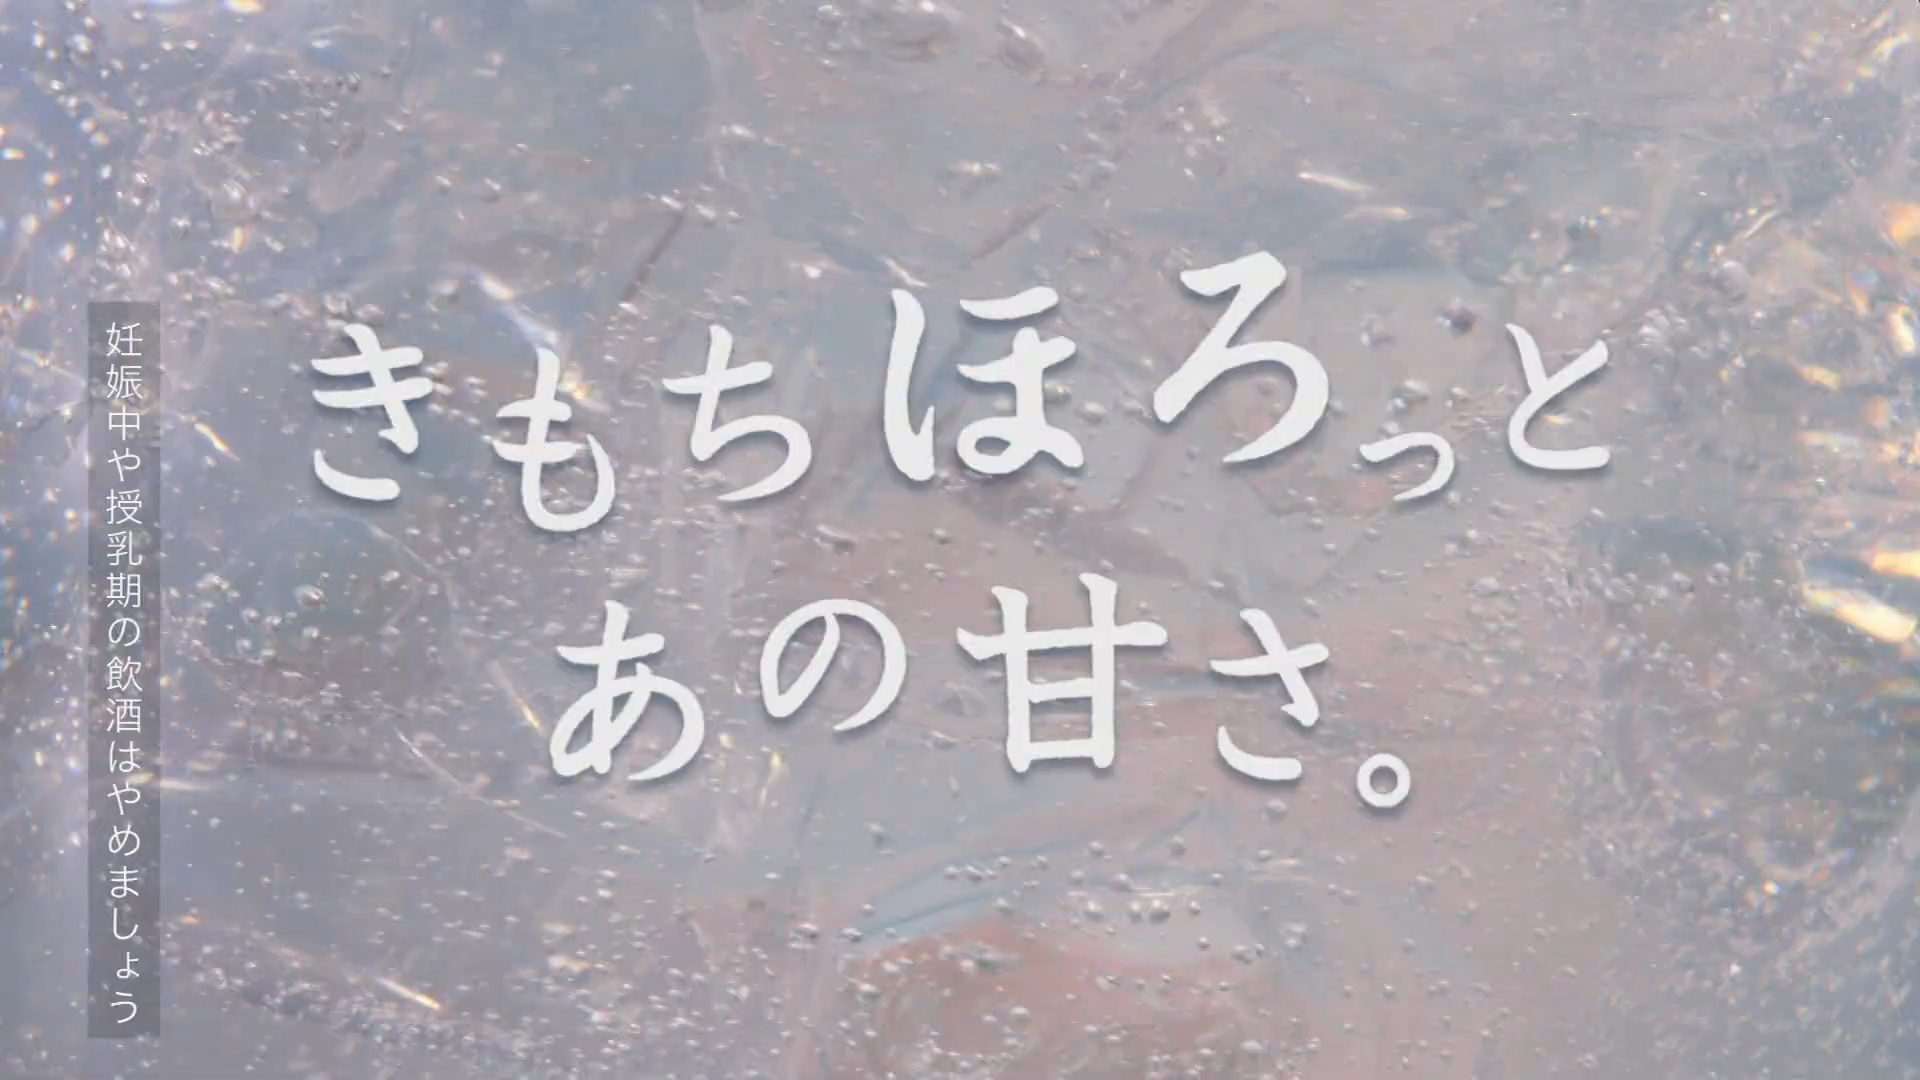 きもちほろっと
あの甘さ。
妊娠中や授乳期の飲酒はやめましょう